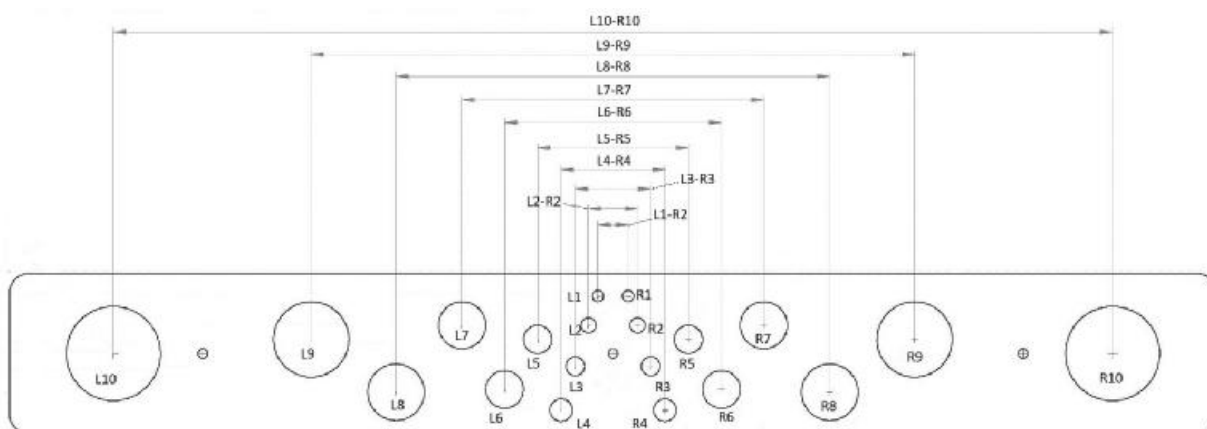 L10-R10
L9-R9
L8-R8
L7-R7
L6-R6
L5-R5
L4-R4
L3-R3
L2-R2
L1-R2
L1 R1
L2 R2
L7 R7
L5 R5
L9 R9
L3 R3
L10 R10
L8 L6 R6 R8
L4 R4